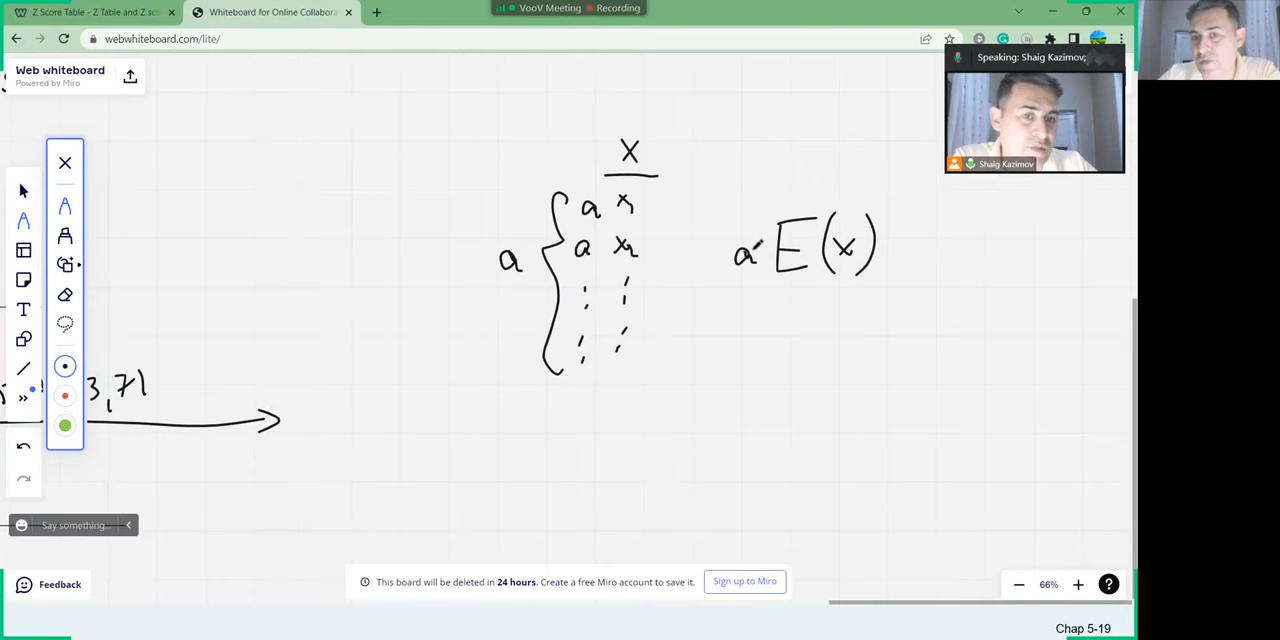 Z Score Table - Z Table and Z sco
Whiteboard for Online Collabora
VooV Meeting Recording
webwhiteboard.com/lite/
Web whiteboard
Powered by Miro
Speaking: Shaig Kazimov;
Shaig Kazimov
X
a x1
a x2
a
a E(x)
3,71
Say something...
Feedback
This board will be deleted in 24 hours. Create a free Miro account to save it.
Sign up to Miro
66%
Chap 5-19